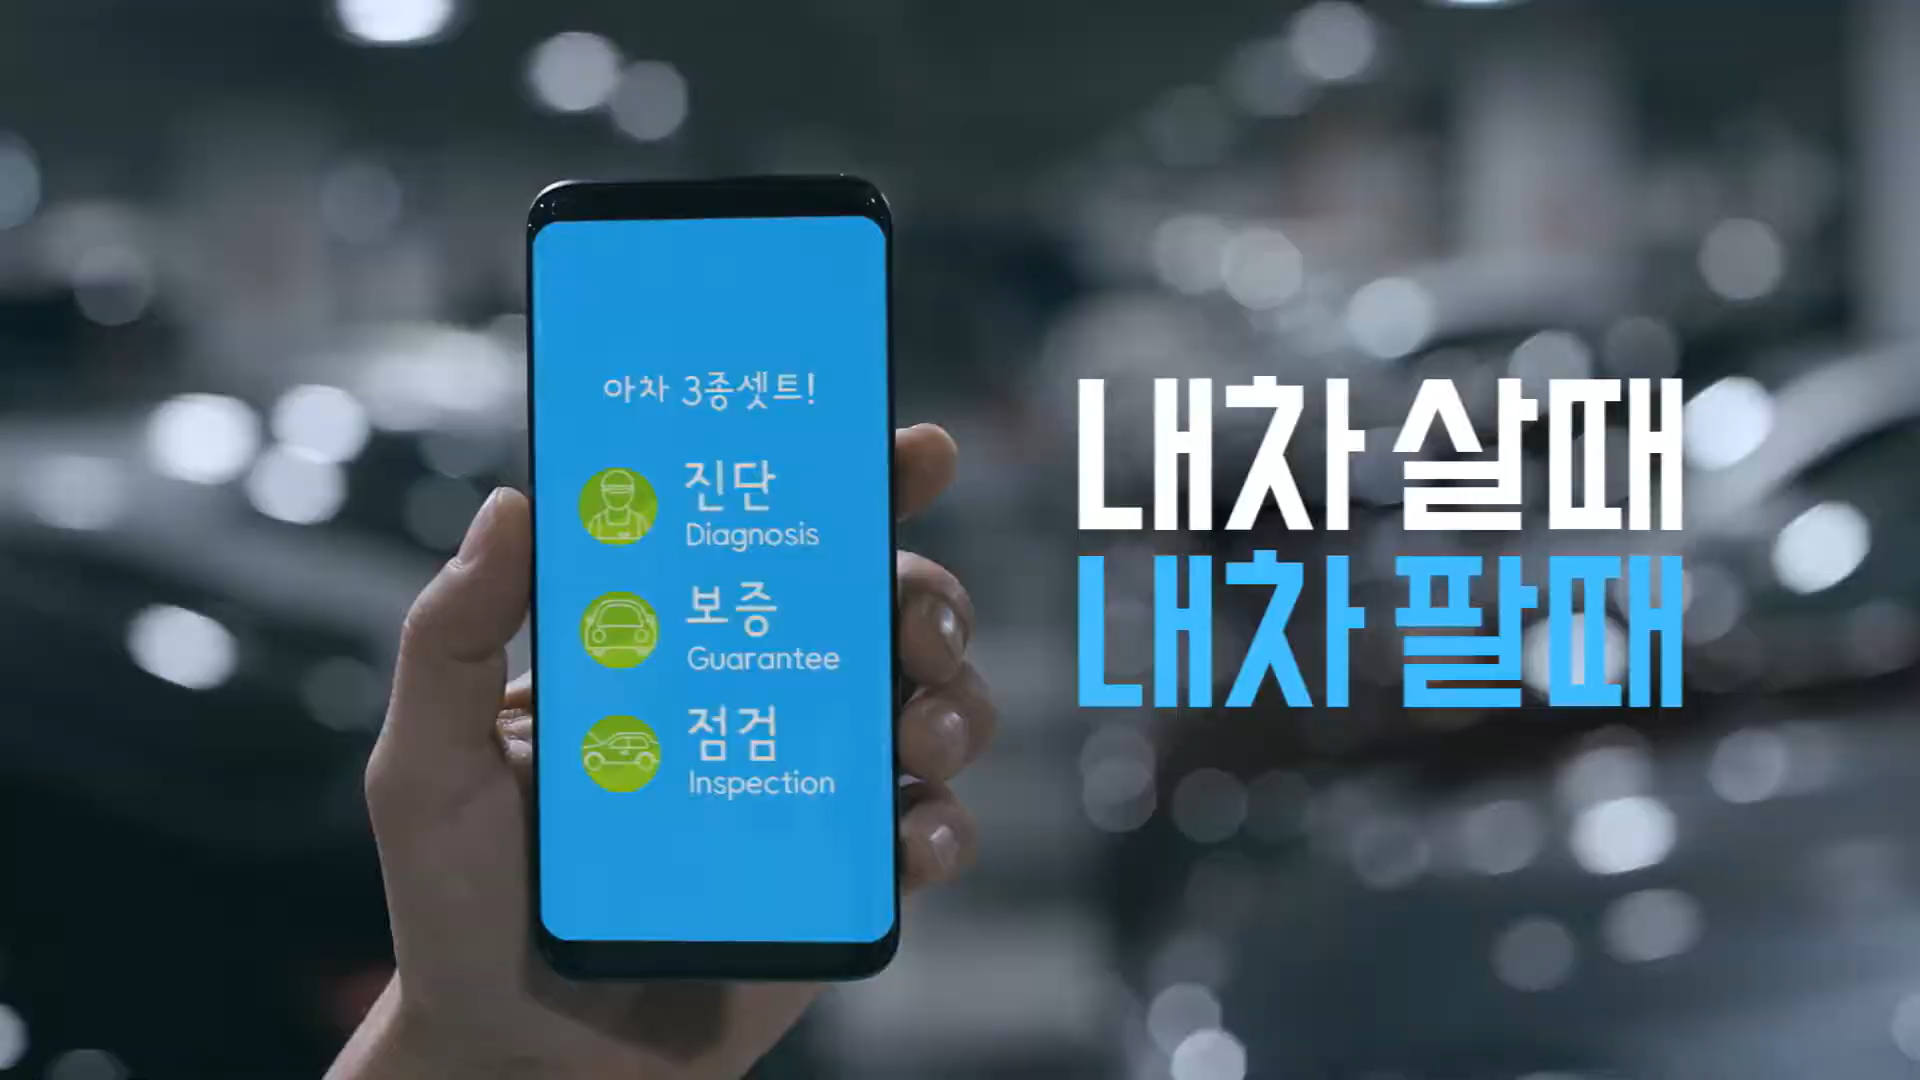 아차 3종셋트!
진단
Diagnosis
보증
Guarantee
점검
Inspection
내차 살때
내차 팔때